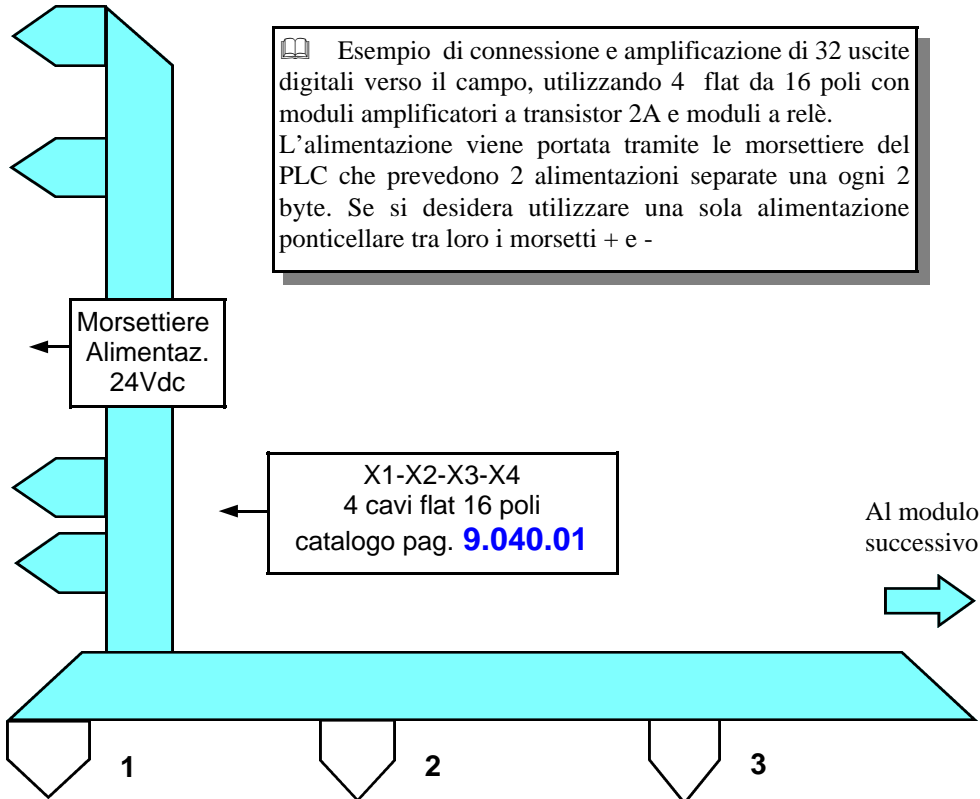 🕮 Esempio di connessione e amplificazione di 32 uscite
digitali verso il campo, utilizzando 4 flat da 16 poli con
moduli amplificatori a transistor 2A e moduli a relè.
L'alimentazione viene portata tramite le morsettiere del
PLC che prevedono 2 alimentazioni separate una ogni 2
byte. Se si desidera utilizzare una sola alimentazione
ponticellare tra loro i morsetti + e -
Morsettiere
Alimentaz.
24Vdc
X1-X2-X3-X4
4 cavi flat 16 poli
catalogo pag. 9.040.01
Al modulo
successivo
1
2
3